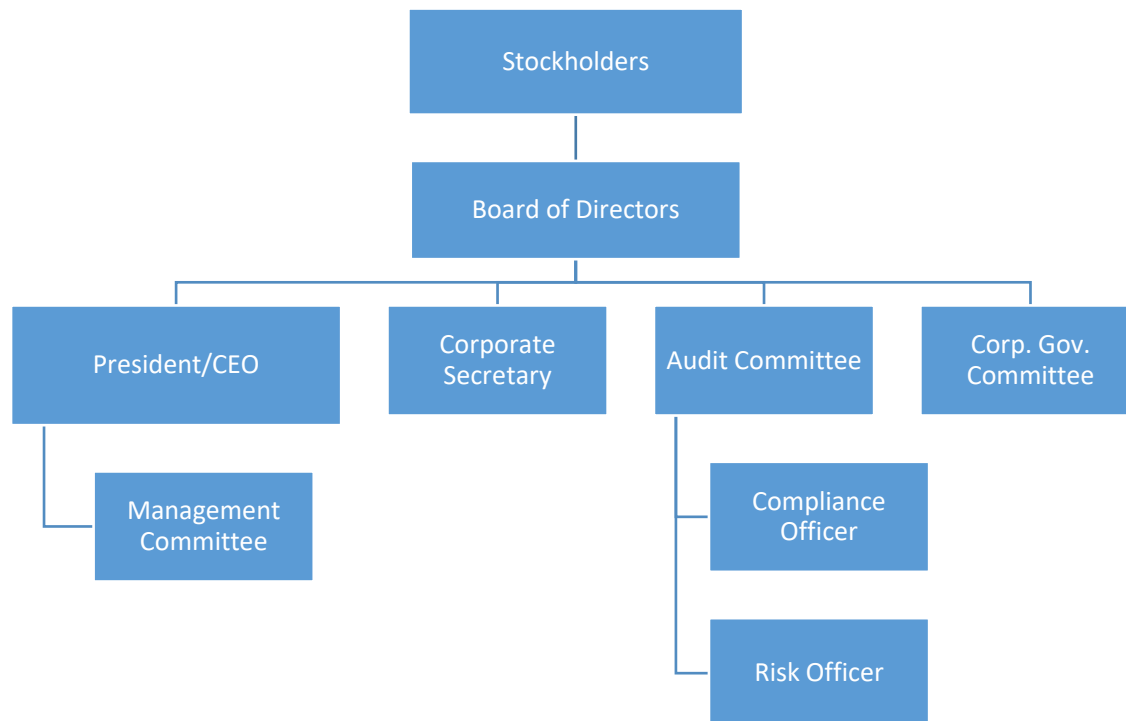 Stockholders
Board of Directors
President/CEO
Corporate
Secretary
Audit Committee
Corp. Gov.
Committee
Management
Committee
Compliance
Officer
Risk Officer